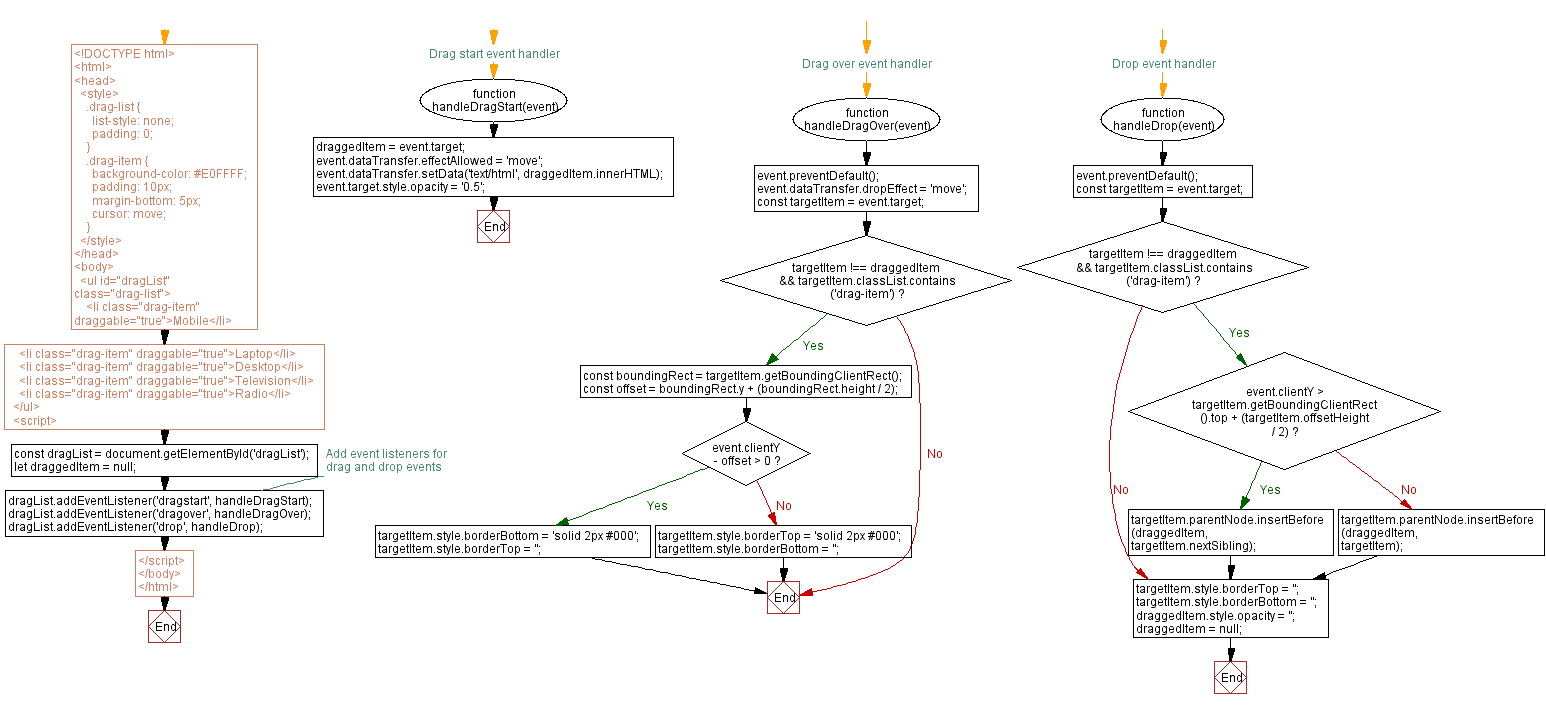 <!DOCTYPE html>
<html>
<head>
<style>
.drag-list {
list-style: none;
padding: 0;
}
.drag-item {
background-color: #E0FFFF;
padding: 10px;
margin-bottom: 5px;
cursor: move;
}
</style>
</head>
<body>
<ul id="dragList"
class="drag-list">
<li class="drag-item"
draggable="true">Mobile</li>
<li class="drag-item" draggable="true">Laptop</li>
<li class="drag-item" draggable="true">Desktop</li>
<li class="drag-item" draggable="true">Television</li>
<li class="drag-item" draggable="true">Radio</li>
</ul>
<script>
const dragList = document.getElementById('dragList');
let draggedItem = null;
Add event listeners for
drag and drop events
dragList.addEventListener('dragstart', handleDragStart);
dragList.addEventListener('dragover', handleDragOver);
dragList.addEventListener('drop', handleDrop);
</script>
</body>
</html>
End
Drag start event handler
function
handleDragStart(event)
draggedItem = event.target;
event.dataTransfer.effectAllowed = 'move';
event.dataTransfer.setData('text/html', draggedItem.innerHTML);
event.target.style.opacity = '0.5';
End
Drag over event handler
function
handleDragOver(event)
event.preventDefault();
event.dataTransfer.dropEffect = 'move';
const targetItem = event.target;
targetItem !== draggedItem
&& targetItem.classList.contains
('drag-item') ?
Yes
No
const boundingRect = targetItem.getBoundingClientRect();
const offset = boundingRect.y + (boundingRect.height / 2);
event.clientY
- offset > 0 ?
Yes
No
targetItem.style.borderBottom = 'solid 2px #000';
targetItem.style.borderTop = '';
targetItem.style.borderTop = 'solid 2px #000';
targetItem.style.borderBottom = '';
End
Drop event handler
function
handleDrop(event)
event.preventDefault();
const targetItem = event.target;
targetItem !== draggedItem
&& targetItem.classList.contains
('drag-item') ?
Yes
No
event.clientY >
targetItem.getBoundingClientRect
().top + (targetItem.offsetHeight
/ 2) ?
Yes
No
targetItem.parentNode.insertBefore
(draggedItem,
targetItem.nextSibling);
targetItem.parentNode.insertBefore
(draggedItem,
targetItem);
targetItem.style.borderTop = '';
targetItem.style.borderBottom = '';
draggedItem.style.opacity = '';
draggedItem = null;
End